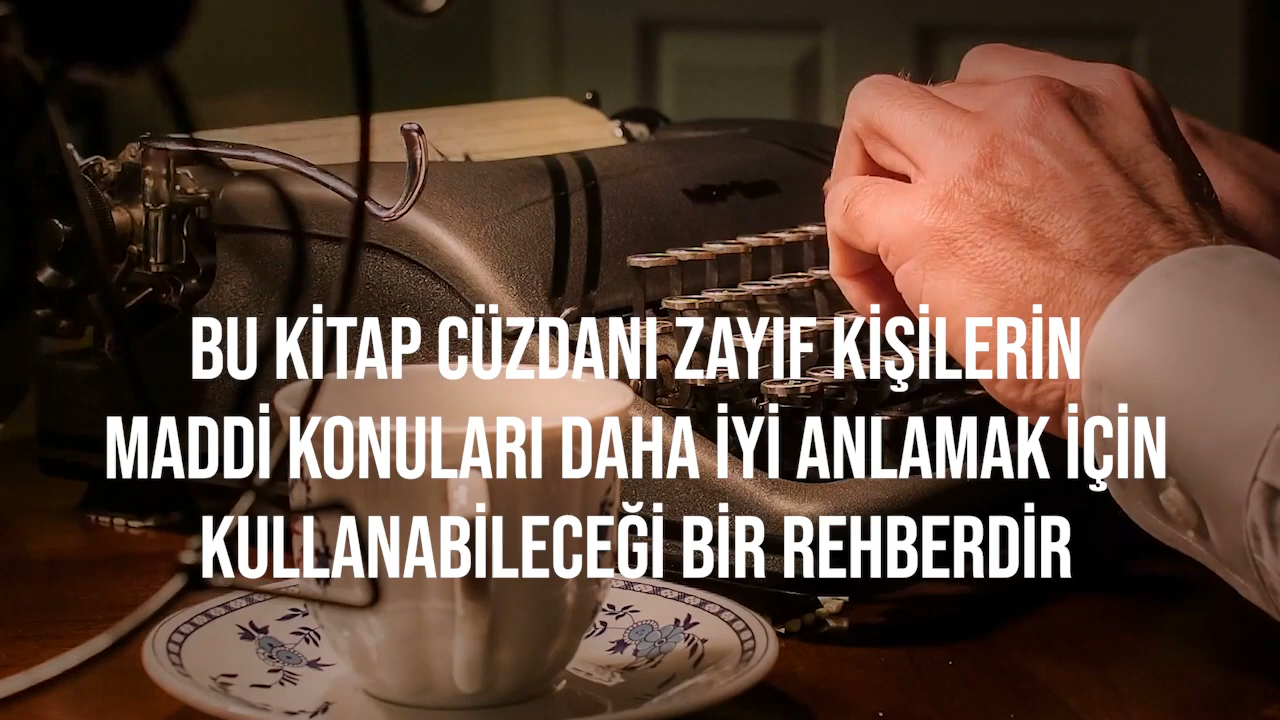 BU KİTAP CÜZDANI ZAYIF KİŞİLERİN
MADDİ KONULARI DAHA İYİ ANLAMAK İÇİN
KULLANABİLECEĞİ BİR REHBERDİR